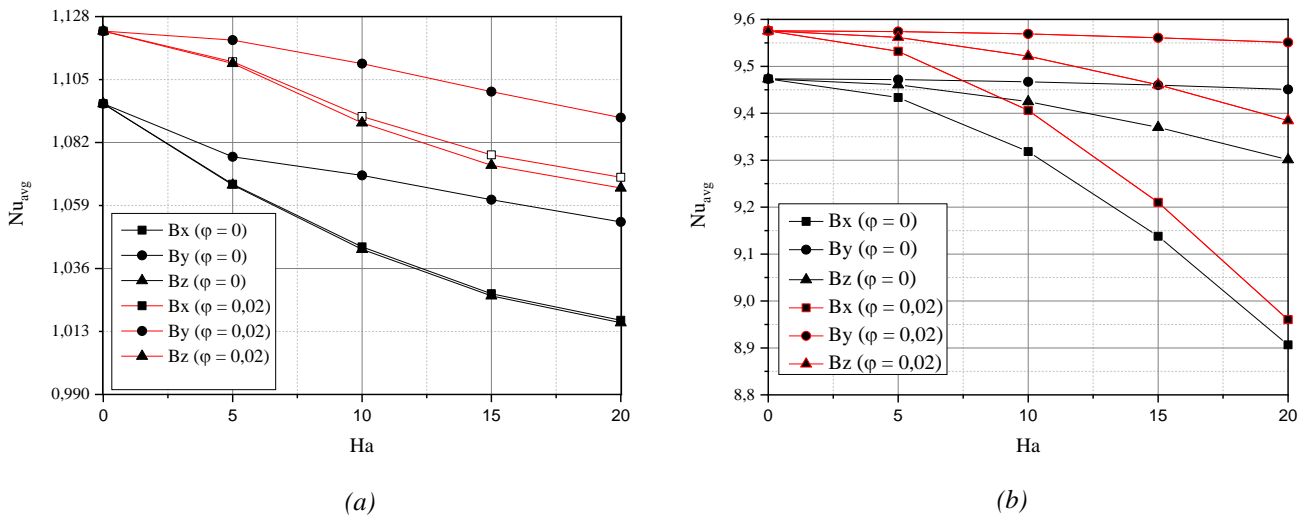 1,128
1,105
1,082
1,059
1,036
1,013
0,990
Nu_avg
Bx (φ = 0)
By (φ = 0)
Bz (φ = 0)
Bx (φ = 0,02)
By (φ = 0,02)
Bz (φ = 0,02)
0 5 10 15 20
Ha
(a)
9,6
9,5
9,4
9,3
9,2
9,1
9,0
8,9
8,8
Nu_avg
Bx (φ = 0)
By (φ = 0)
Bz (φ = 0)
Bx (φ = 0,02)
By (φ = 0,02)
Bz (φ = 0,02)
0 5 10 15 20
Ha
(b)